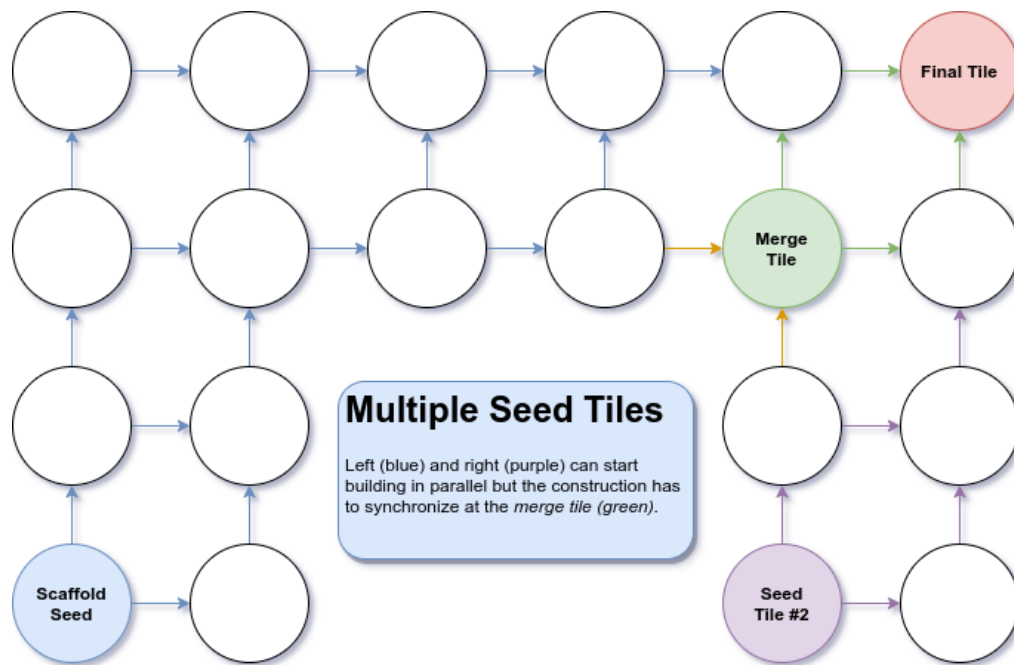 Final Tile
Merge
Tile
Multiple Seed Tiles
Left (blue) and right (purple) can start
building in parallel but the construction has
to synchronize at the merge tile (green).
Scaffold
Seed
Seed
Tile #2